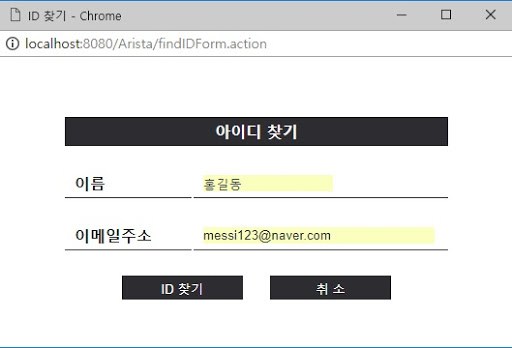 ID 찾기 - Chrome
localhost:8080/Arista/findIDForm.action
아이디 찾기
이름 홍길동
이메일주소 messi123@naver.com
ID 찾기 취 소